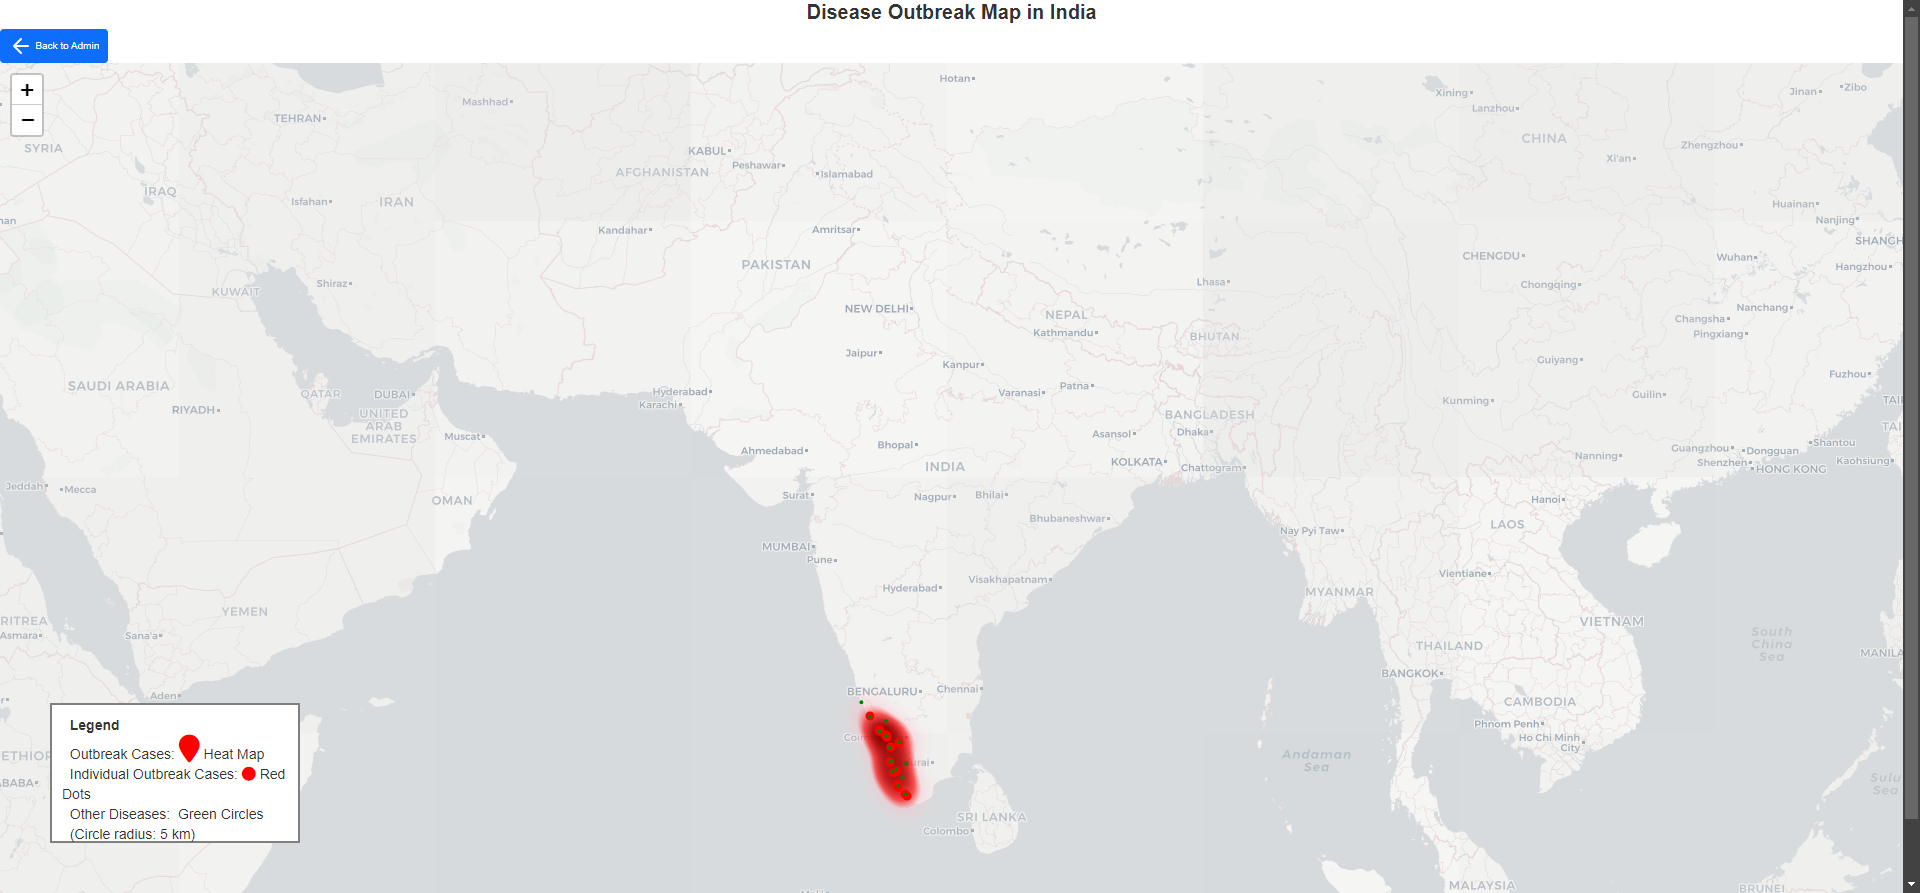 Disease Outbreak Map in India
Back to Admin
+
−
Hotan
Xining
Lanzhou
Jinan
Zibo
Mashhad
TEHRAN
SYRIA
CHINA
Zhengzhou
Xi'an
KABUL
Peshawar
AFGHANISTAN
Islamabad
IRAQ
Isfahan
IRAN
Huainan
Nanjing
Kandahar
Amritsar
SHANGH
PAKISTAN
CHENGDU
Wuhan
Hangzhou
KUWAIT
Shiraz
Lhasa
Chongqing
NEW DELHI
NEPAL
Nanchang
Changsha
Kathmandu
BHUTAN
Pingxiang
Jaipur
Kanpur
Guiyang
SAUDI ARABIA
QATAR
DUBAI
Hyderabad
Karachi
Varanasi
Patna
Fuzhou
Guilin
Kunming
RIYADH
UNITED
ARAB
EMIRATES
BANGLADESH
TAI
Muscat
Asansol
Dhaka
TAI
Ahmedabad
Bhopal
Shantou
Guangzhou
Dongguan
KOLKATA
Chattogram
INDIA
Nanning
Shenzhen
HONG KONG
Kaohsiung
Jeddah
Mecca
OMAN
Surat
Nagpur
Bhilai
Hanoi
Bhubaneshwar
LAOS
Nay Pyi Taw
MUMBAI
Pune
Hyderabad
Visakhapatnam
Vientiane
MYANMAR
YEMEN
RITREA
Asmara
Sana'a
VIETNAM
South
China
Sea
THAILAND
MANILA
BANGKOK
Aden
BENGALURU
Chennai
CAMBODIA
Phnom Penh
Ho Chi Minh
City
Coim
urai
ETHIOP
ABABA
Andaman
Sea
Sulu
Sea
SRI LANKA
Colombo
BRUNEI
MALAYSIA
Legend
Outbreak Cases: Heat Map
Individual Outbreak Cases: Red
Dots
Other Diseases: Green Circles
(Circle radius: 5 km)